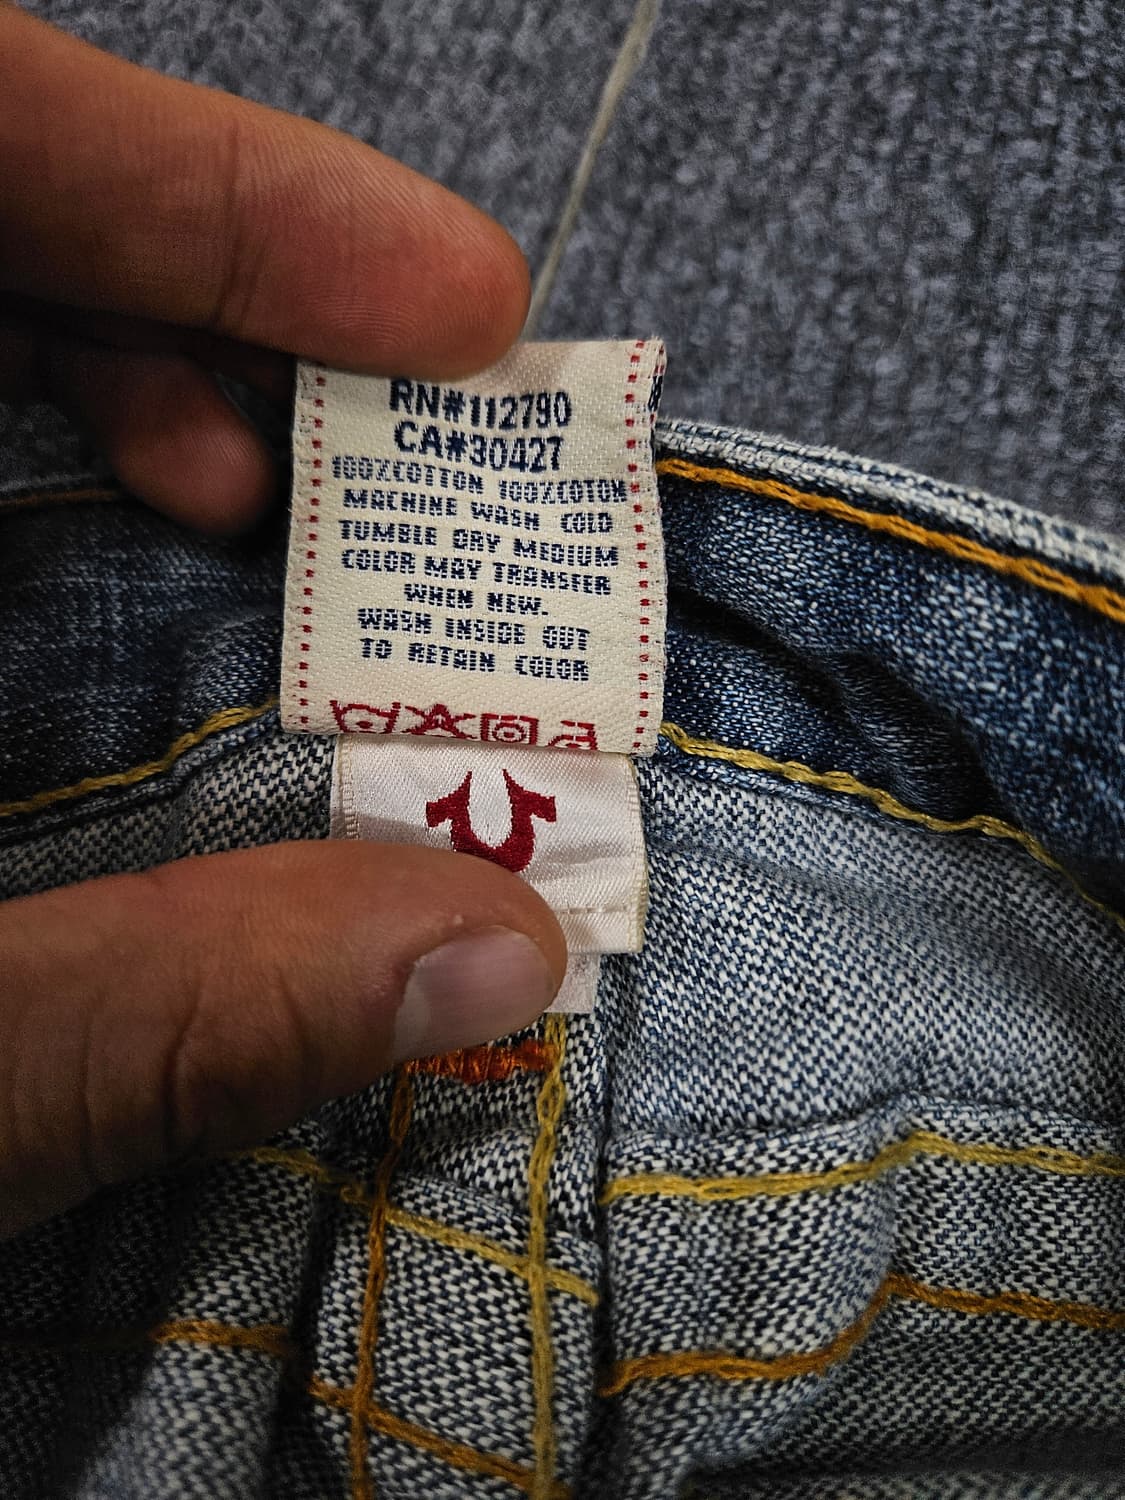 RN#112790
CA#30427
100%COTTON 100%COTON
MACHINE WASH COLD
TUMBLE DRY MEDIUM
COLOR MAY TRANSFER
WHEN NEW.
WASH INSIDE OUT
TO RETAIN COLOR